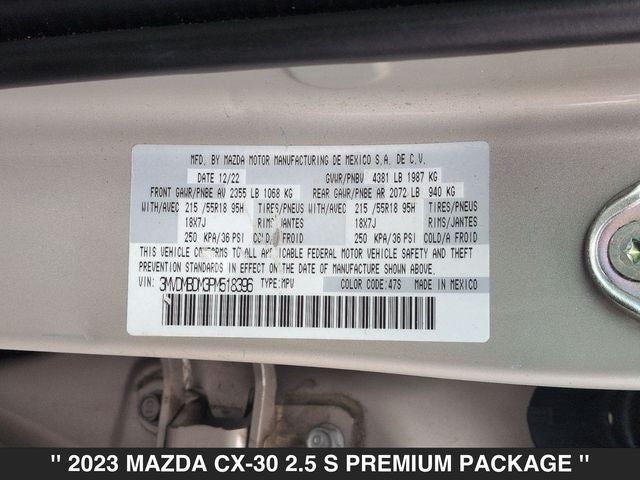 MFD. BY MAZDA MOTOR MANUFACTURING DE MEXICO S.A. DE C.V.
DATE 12/22 GVWR/PNBV 4381 LB 1987 KG
FRONT GAWR/PNBE AV 2355 LB 1068 KG REAR GAWR/PNBE AR 2072 LB 940 KG
WITH/AVEC 215 /55R18 95H TIRES/PNEUS WITH/AVEC 215 /55R18 95H TIRES/PNEUS
18X7J RIMS/JANTES 18X7J RIMS/JANTES
250 KPA/36 PSI COLD/A FROID 250 KPA/36 PSI COLD/A FROID
THIS VEHICLE CONFORMS TO ALL APPLICABLE FEDERAL MOTOR VEHICLE SAFETY AND THEFT
PREVENTION STANDARDS IN EFFECT ON THE DATE OF MANUFACTURE SHOWN ABOVE.
VIN: 3MVDMBDM3PM518396 TYPE:MPV COLOR CODE:47S MADE IN MEXICO
" 2023 MAZDA CX-30 2.5 S PREMIUM PACKAGE "